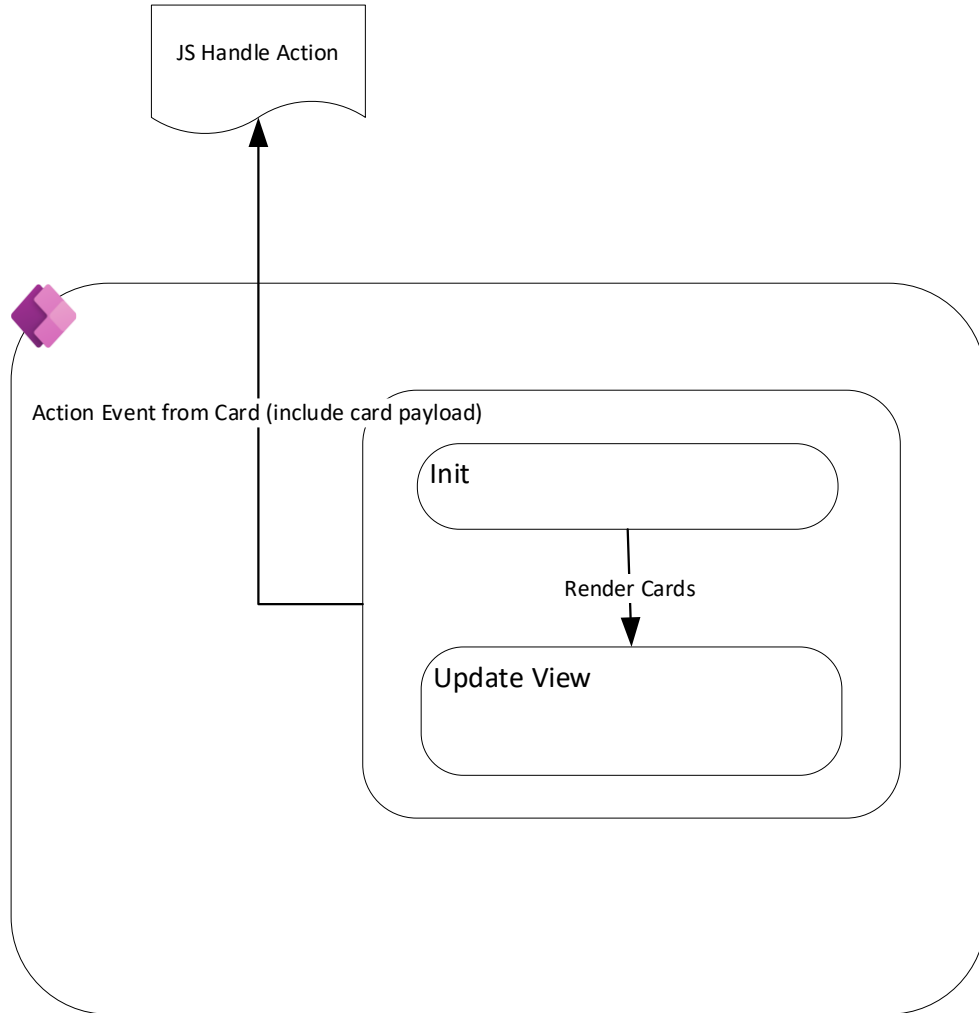 JS Handle Action
Action Event from Card (include card payload)
Init
Render Cards
Update View